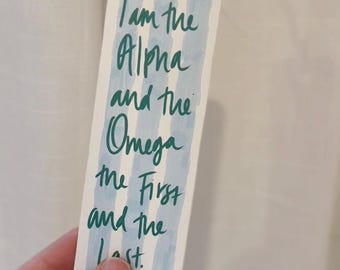 I am the
Alpha
and the
Omega
the First
and the
Last.